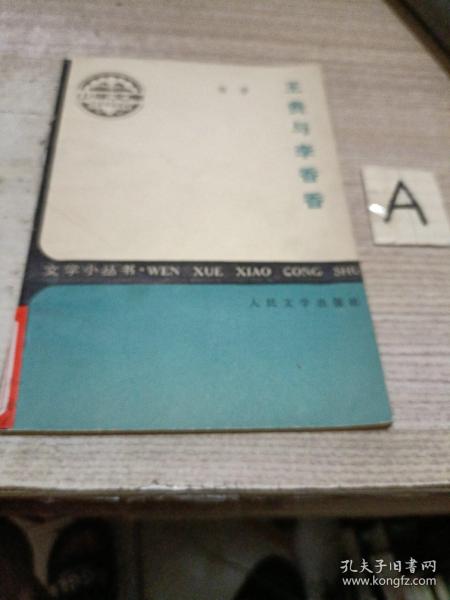 王贵与李香香
文学小丛书·WEN XUE XIAO CONG SHU
人民文学出版社
A
孔夫子旧书网
www.kongfz.com